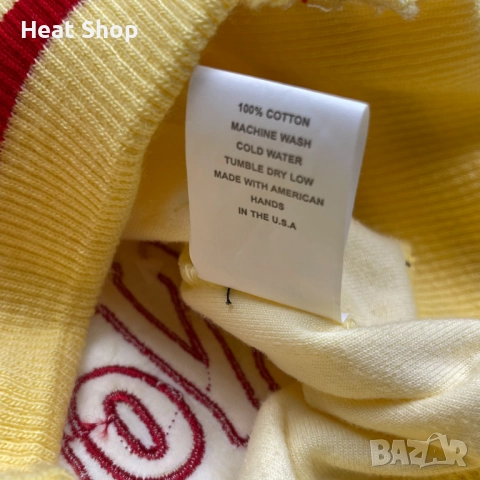 Heat Shop
100% COTTON
MACHINE WASH
COLD WATER
TUMBLE DRY LOW
MADE WITH AMERICAN
HANDS
IN THE U.S.A
BAZAR